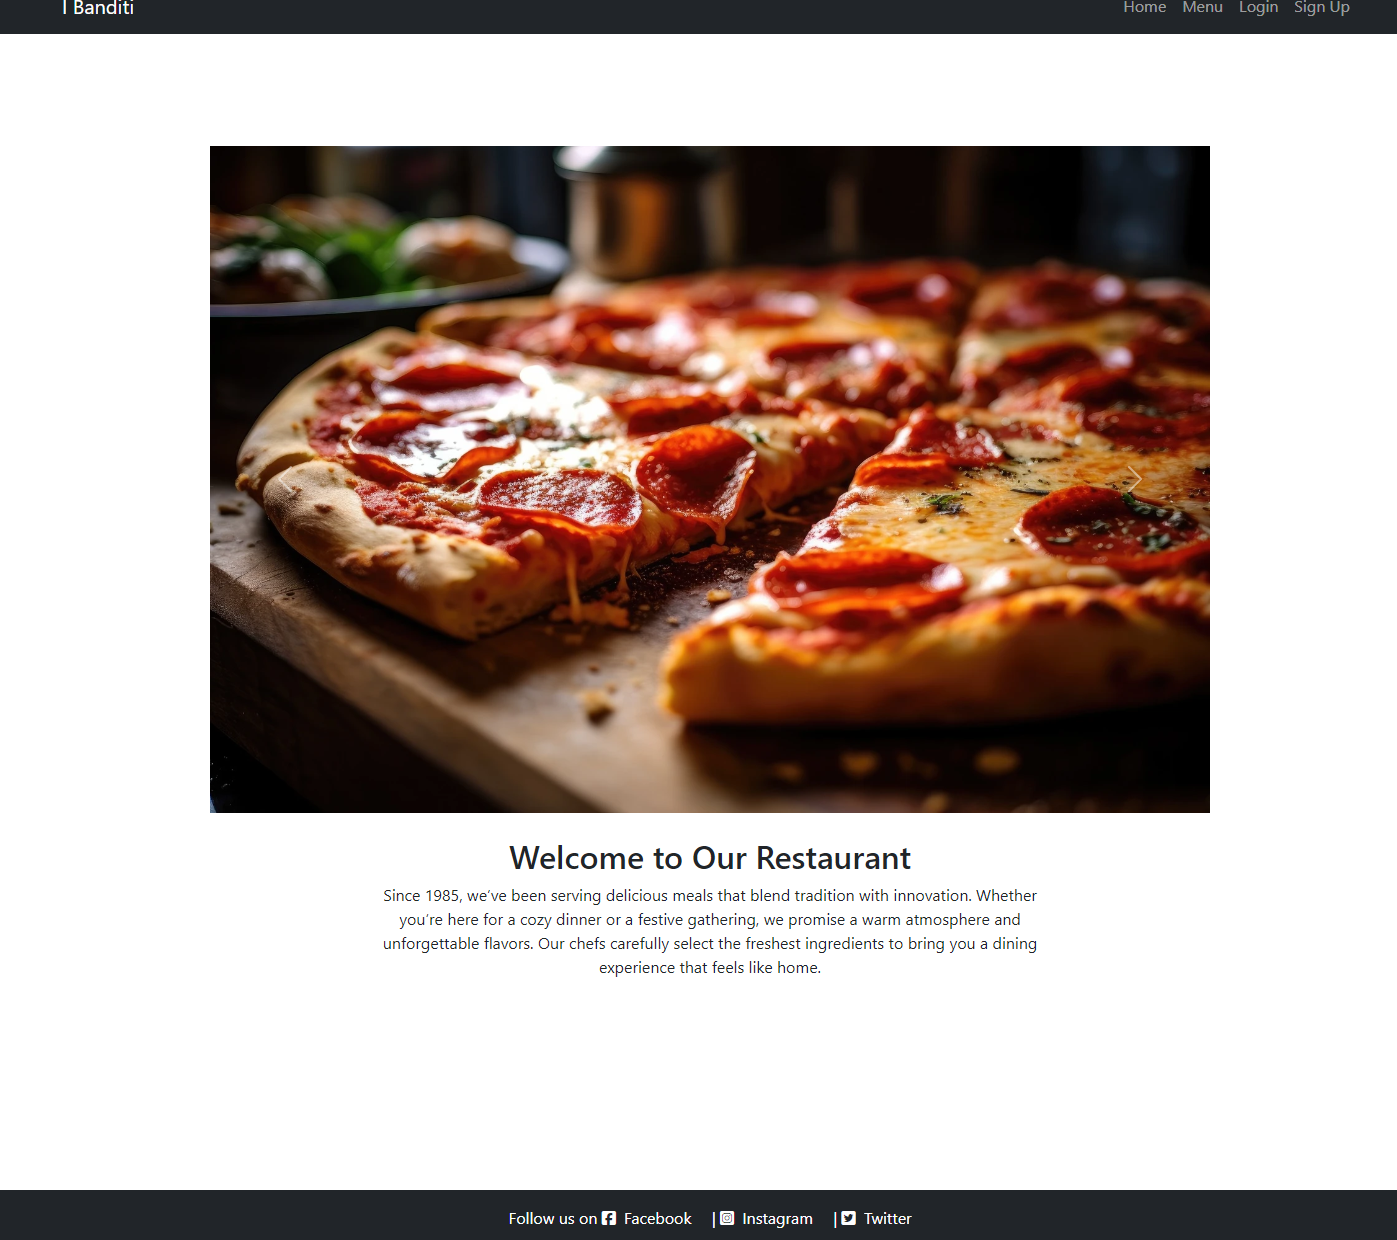 I Banditi
Home Menu Login Sign Up
Welcome to Our Restaurant
Since 1985, we’ve been serving delicious meals that blend tradition with innovation. Whether
you’re here for a cozy dinner or a festive gathering, we promise a warm atmosphere and
unforgettable flavors. Our chefs carefully select the freshest ingredients to bring you a dining
experience that feels like home.
Follow us on Facebook | Instagram | Twitter